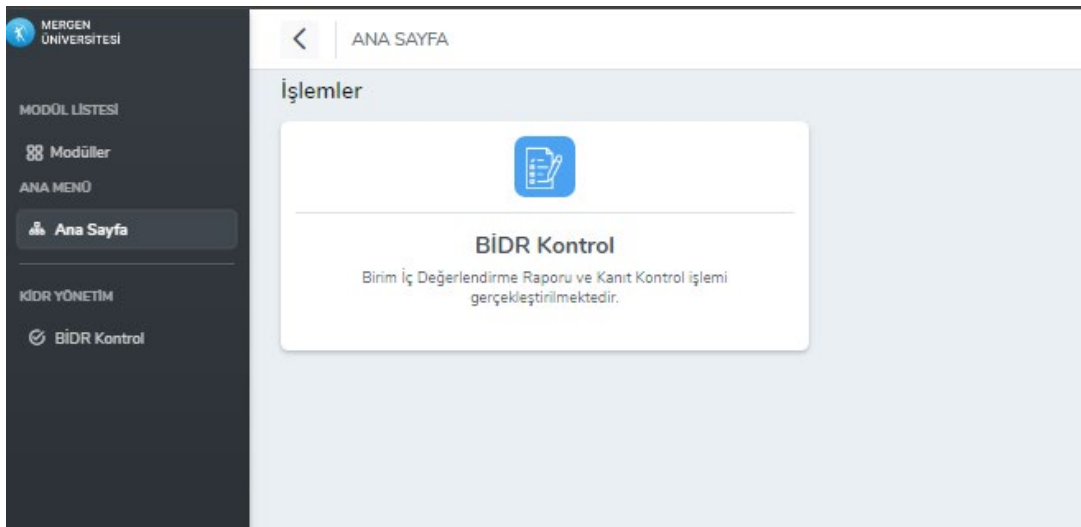 MERGEN
ÜNİVERSİTESİ
MODÜL LİSTESİ
Modüller
ANA MENÜ
Ana Sayfa
KİDR YÖNETİM
BİDR Kontrol
ANA SAYFA
İşlemler
BİDR Kontrol
Birim İç Değerlendirme Raporu ve Kanıt Kontrol işlemi
gerçekleştirilmektedir.